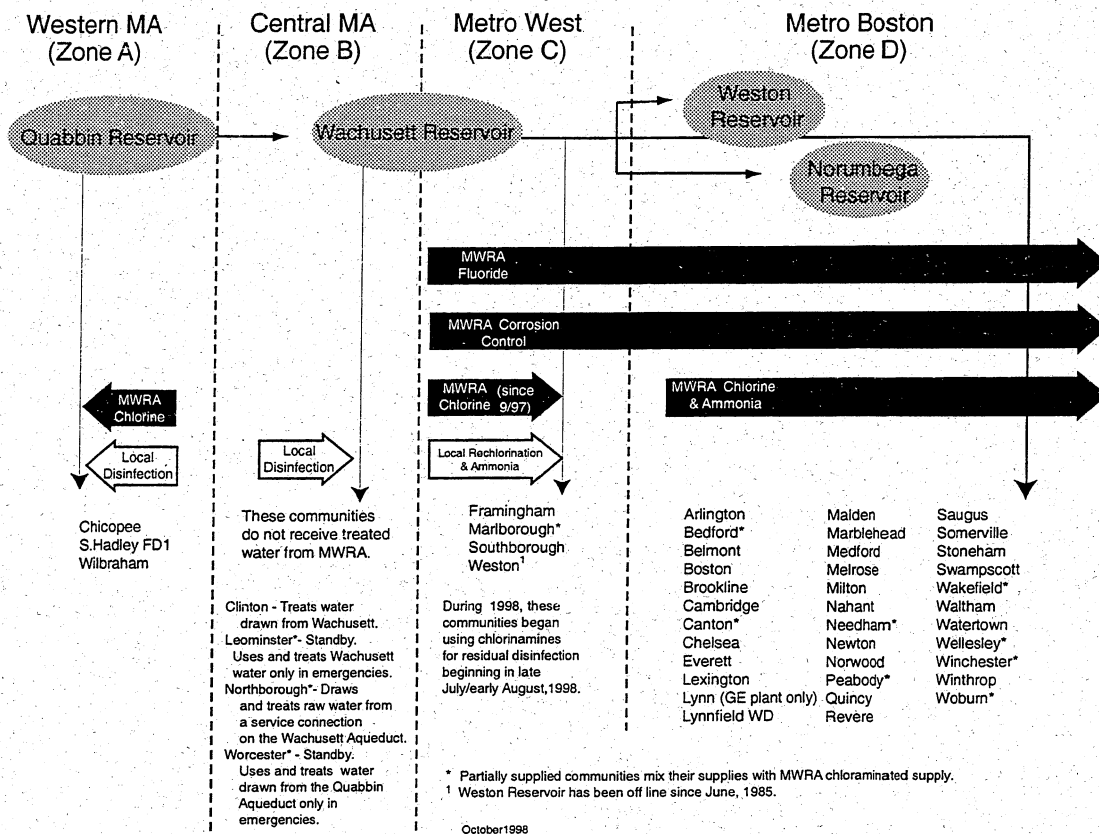 Western MA
(Zone A)
Central MA
(Zone B)
Metro West
(Zone C)
Metro Boston
(Zone D)
Quabbin Reservoir
Wachusett Reservoir
Weston
Reservoir
Norumbega
Reservoir
MWRA
Fluoride
MWRA Corrosion
Control
MWRA
Chlorine
MWRA (since
Chlorine 9/97)
MWRA Chlorine
& Ammonia
Local
Disinfection
Local
Disinfection
Local Rechlorination
& Ammonia
Chicopee
S.Hadley FD1
Wilbraham
These communities
do not receive treated
water from MWRA.
Clinton - Treats water
drawn from Wachusett.
Leominster*- Standby.
Uses and treats Wachusett
water only in emergencies.
Northborough*- Draws
and treats raw water from
a service connection
on the Wachusett Aqueduct.
Worcester* - Standby.
Uses and treats water
drawn from the Quabbin
Aqueduct only in
emergencies.
Framingham
Marlborough*
Southborough
Weston¹
During 1998, these
communities began
using chlorinamines
for residual disinfection
beginning in late
July/early August,1998.
Arlington
Bedford*
Belmont
Boston
Brookline
Cambridge
Canton*
Chelsea
Everett
Lexington
Lynn (GE plant only)
Lynnfield WD
Malden
Marblehead
Medford
Melrose
Milton
Nahant
Needham*
Newton
Norwood
Peabody*
Quincy
Revere
Saugus
Somerville
Stoneham
Swampscott
Wakefield*
Waltham
Watertown
Wellesley*
Winchester*
Winthrop
Woburn*
* Partially supplied communities mix their supplies with MWRA chloraminated supply.
¹ Weston Reservoir has been off line since June, 1985.
October1998